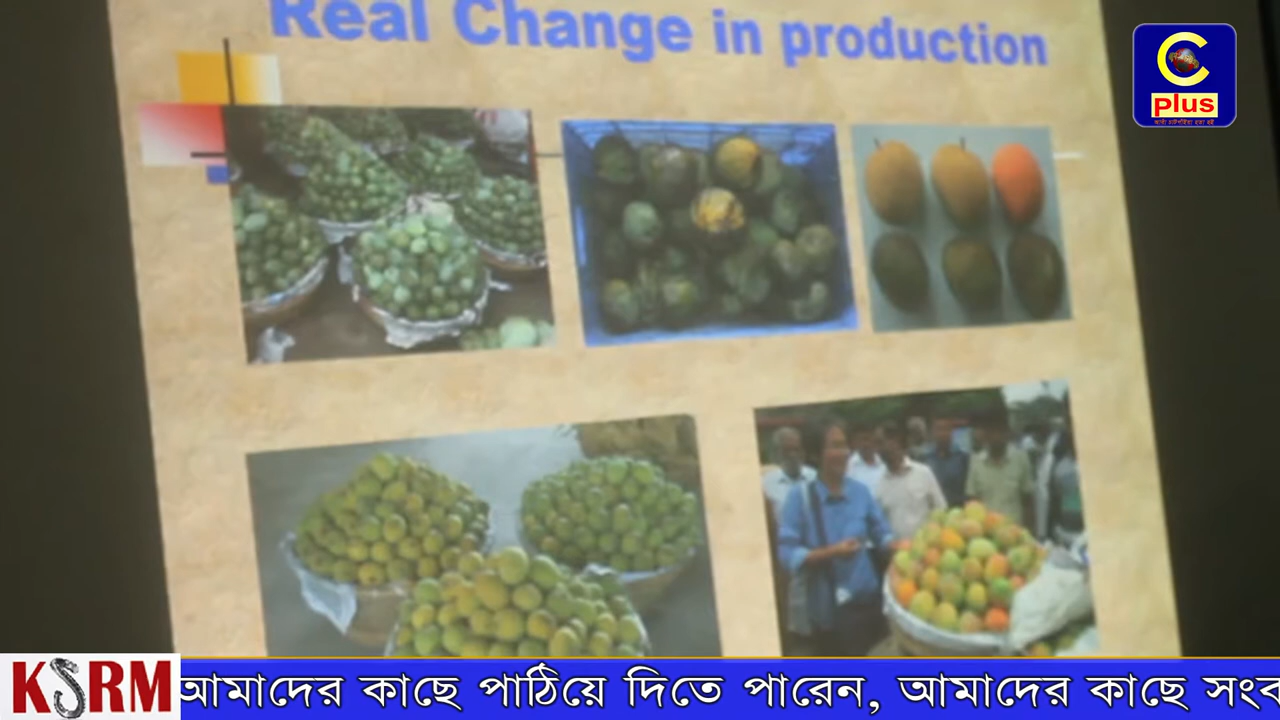 Real Change in production
C
plus
KSRM
আমাদের কাছে পাঠিয়ে দিতে পারেন, আমাদের কাছে সংব